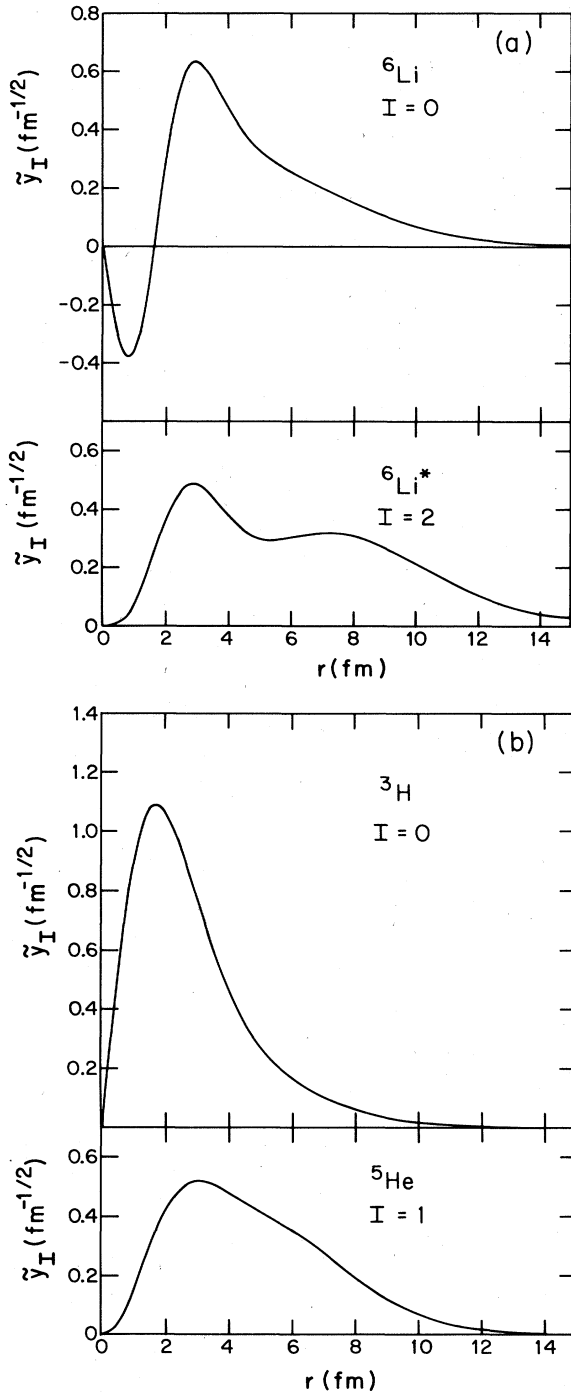 (a)
0.8
0.6
0.4
0.2
0
-0.2
-0.4
ỹ_I (fm^-1/2)
⁶Li
I = 0
0.6
0.4
0.2
0
ỹ_I (fm^-1/2)
⁶Li*
I = 2
0 2 4 6 8 10 12 14
r (fm)
(b)
1.4
1.2
1.0
0.8
0.6
0.4
0.2
ỹ_I (fm^-1/2)
³H
I = 0
0.6
0.4
0.2
0
ỹ_I (fm^-1/2)
⁵He
I = 1
0 2 4 6 8 10 12 14
r (fm)